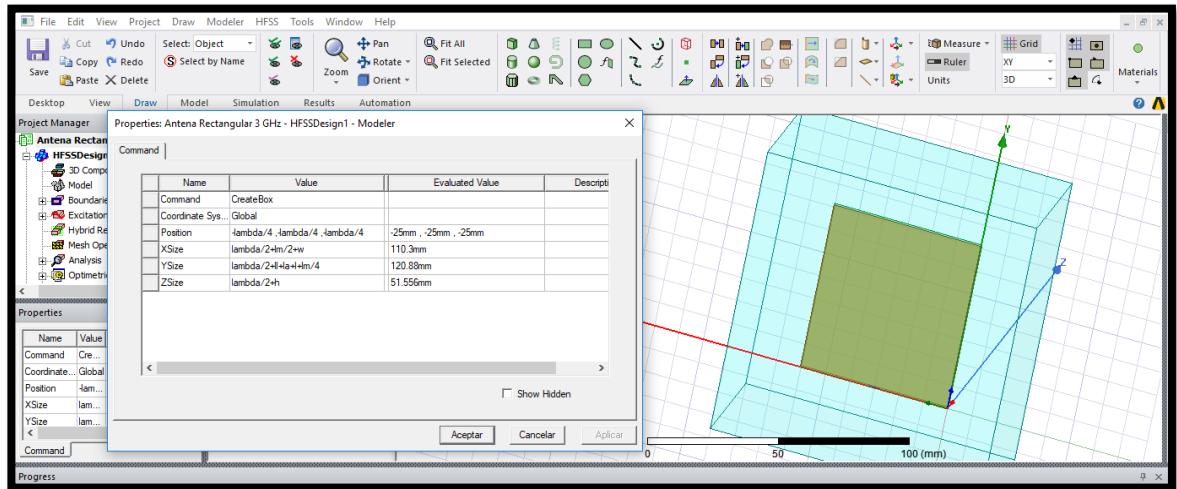 File Edit View Project Draw Modeler HFSS Tools Window Help
Save
Cut Undo
Copy Redo
Paste Delete
Select: Object
Select by Name
Zoom
Pan
Rotate
Orient
Fit All
Fit Selected
Measure
Ruler
Units
Grid
XY
3D
Materials
Desktop View Draw Model Simulation Results Automation
Project Manager
Antena Rectan
HFSSDesign
3D Compo
Model
Boundarie
Excitation
Hybrid Re
Mesh Ope
Analysis
Optimetri
Properties
Name Value
Command Cre...
Coordinate... Global
Position -lam...
XSize lam...
YSize lam...
Command
Progress
Properties: Antena Rectangular 3 GHz - HFSSDesign1 - Modeler
Command
Name Value Evaluated Value Descripti
Command CreateBox
Coordinate Sys... Global
Position -lambda/4 ,-lambda/4 ,-lambda/4 -25mm , -25mm , -25mm
XSize lambda/2+lm/2+w 110.3mm
YSize lambda/2+ll+la+l+lm/4 120.88mm
ZSize lambda/2+h 51.556mm
Show Hidden
Aceptar Cancelar Aplicar
Y
Z
0 50 100 (mm)